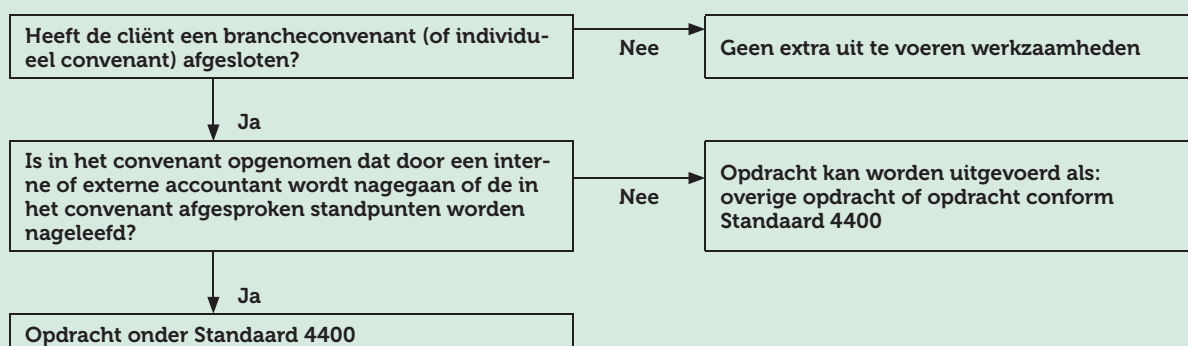 Heeft de cliënt een brancheconvenant (of individu-
eel convenant) afgesloten?
Nee
Geen extra uit te voeren werkzaamheden
Ja
Is in het convenant opgenomen dat door een inter-
ne of externe accountant wordt nagegaan of de in
het convenant afgesproken standpunten worden
nageleefd?
Nee
Opdracht kan worden uitgevoerd als:
overige opdracht of opdracht conform
Standaard 4400
Ja
Opdracht onder Standaard 4400